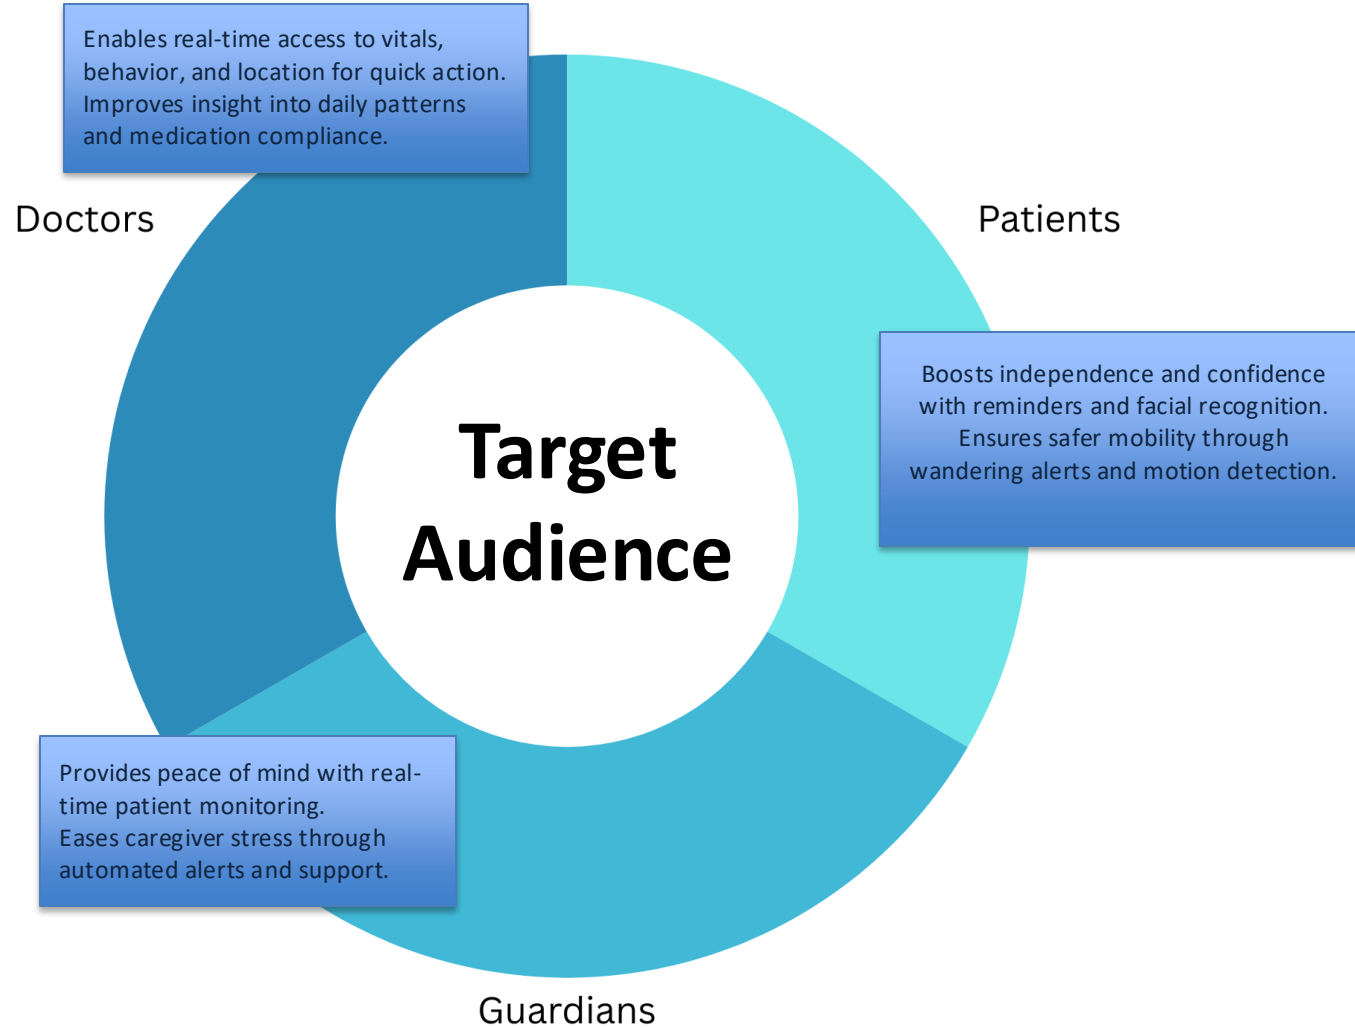 Enables real-time access to vitals,
behavior, and location for quick action.
Improves insight into daily patterns
and medication compliance.
Doctors
Patients
Boosts independence and confidence
with reminders and facial recognition.
Ensures safer mobility through
wandering alerts and motion detection.
Target
Audience
Provides peace of mind with real-
time patient monitoring.
Eases caregiver stress through
automated alerts and support.
Guardians